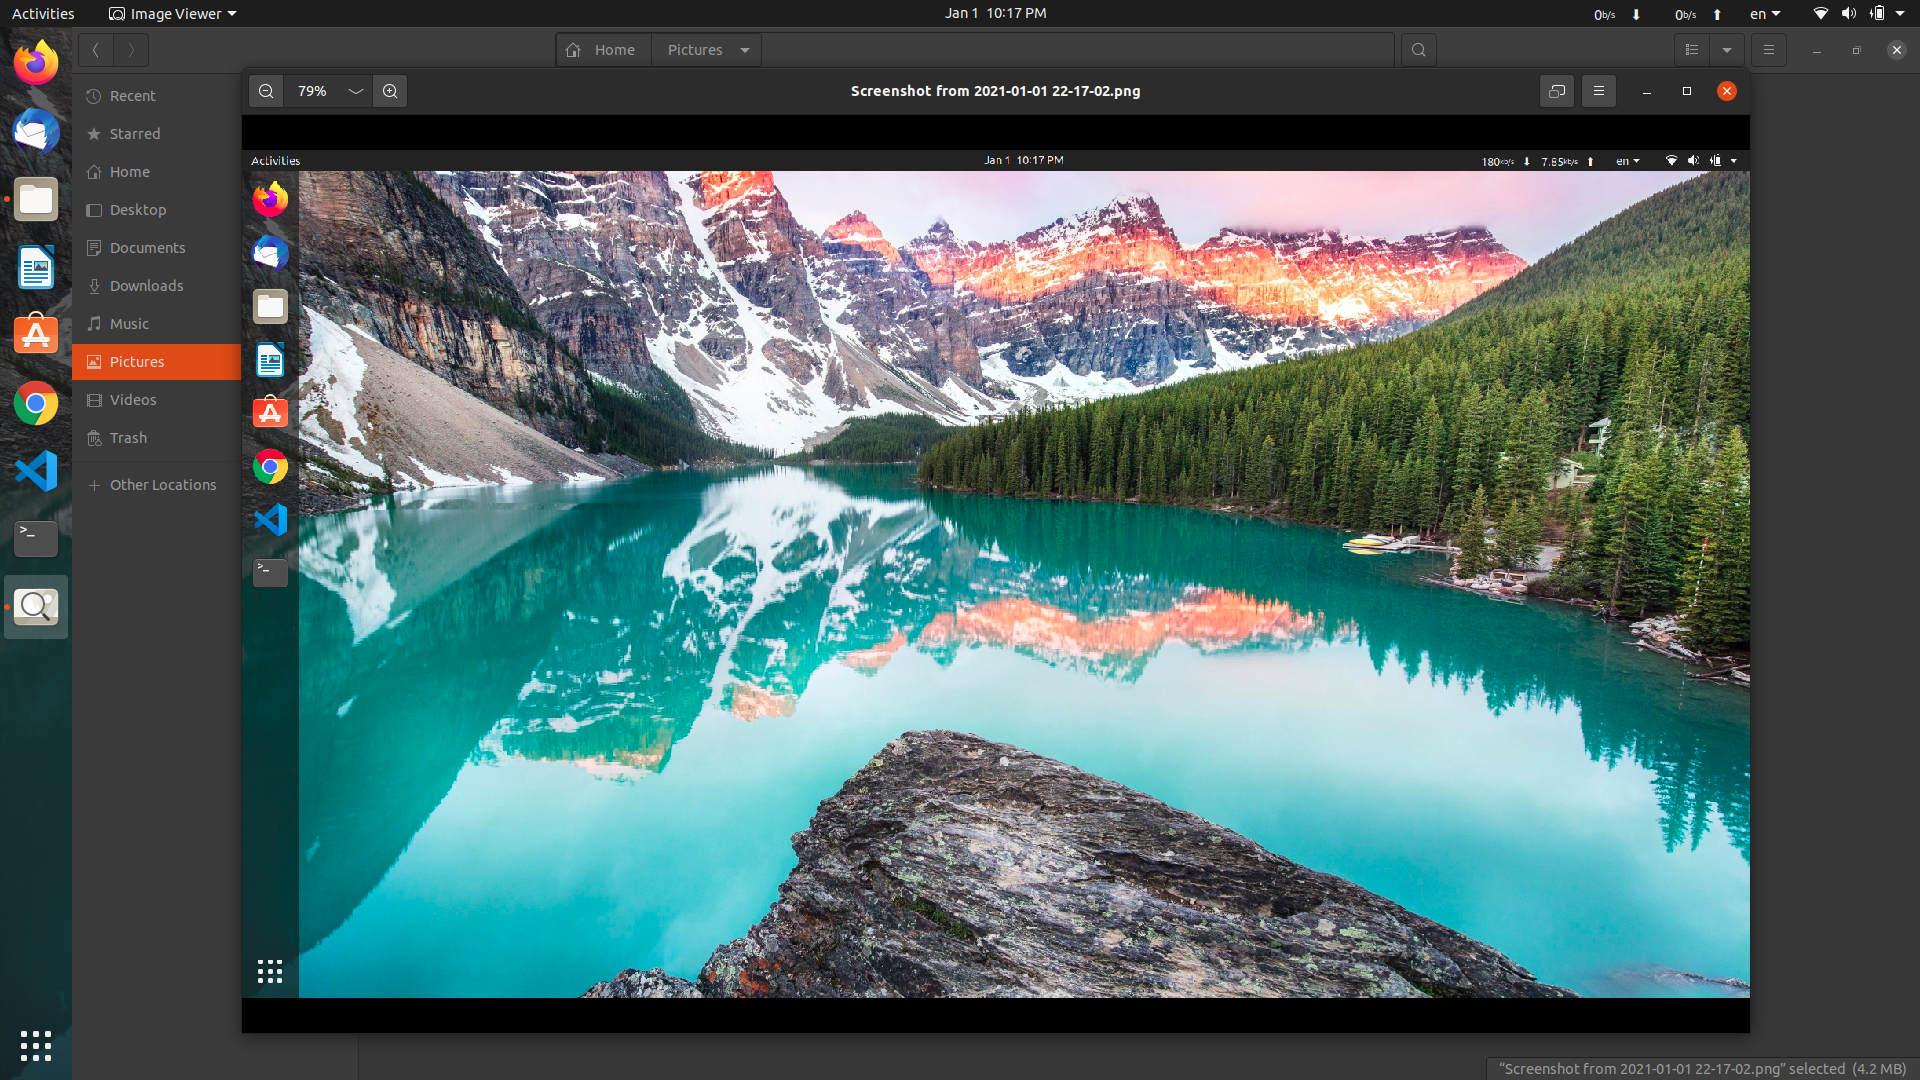 Activities
Image Viewer
Jan 1 10:17 PM
0b/s
0b/s
en
Home
Pictures
79%
Screenshot from 2021-01-01 22-17-02.png
Recent
Starred
Home
Desktop
Documents
Downloads
Music
Pictures
Videos
Trash
Other Locations
Activities
Jan 1 10:17 PM
180kb/s
7.85kb/s
en
"Screenshot from 2021-01-01 22-17-02.png" selected (4.2 MB)